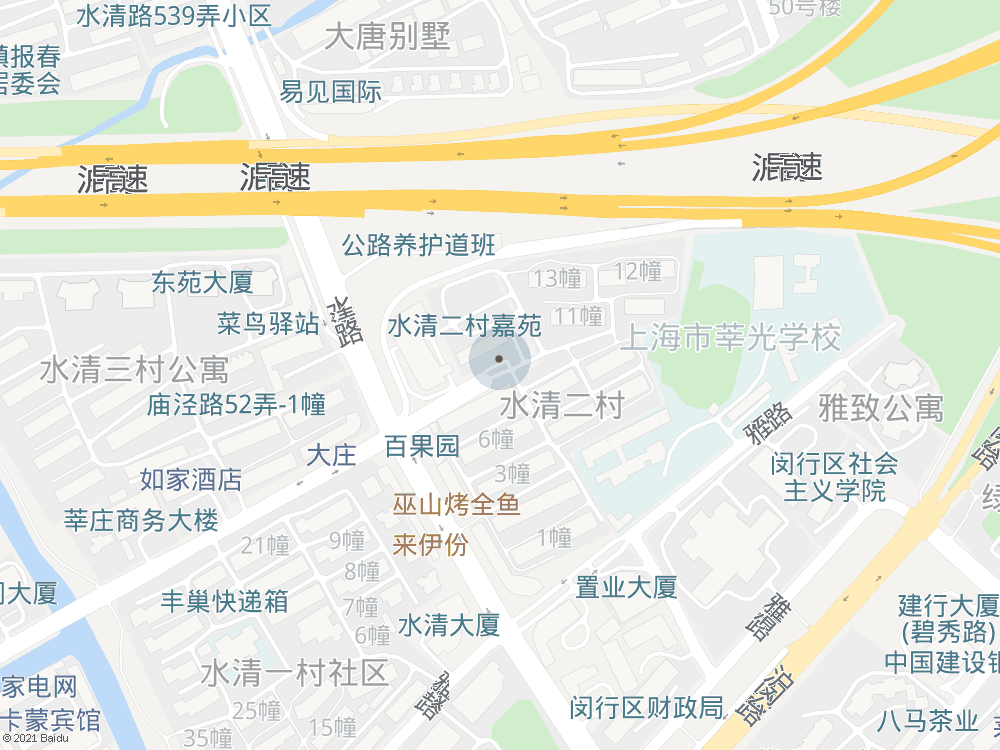 水清路539弄小区
大唐别墅
50号楼
镇报春
居委会
易见国际
公路养护道班
东苑大厦
13幢
12幢
水清路
菜鸟驿站
水清二村嘉苑
11幢
上海市莘光学校
水清三村公寓
庙泾路52弄-1幢
水清二村
雅致公寓
雅路
大庄
百果园
6幢
如家酒店
3幢
闵行区社会
主义学院
莘庄商务大楼
巫山烤全鱼
来伊份
1幢
21幢
9幢
8幢
大厦
丰巢快递箱
7幢
6幢
置业大厦
水清大厦
雅路
建行大厦
(碧秀路)
中国建设银
水清一村社区
家电网
卡蒙宾馆
25幢
15幢
35幢
闵行区财政局
沪闵路
八马茶业
© 2021 Baidu